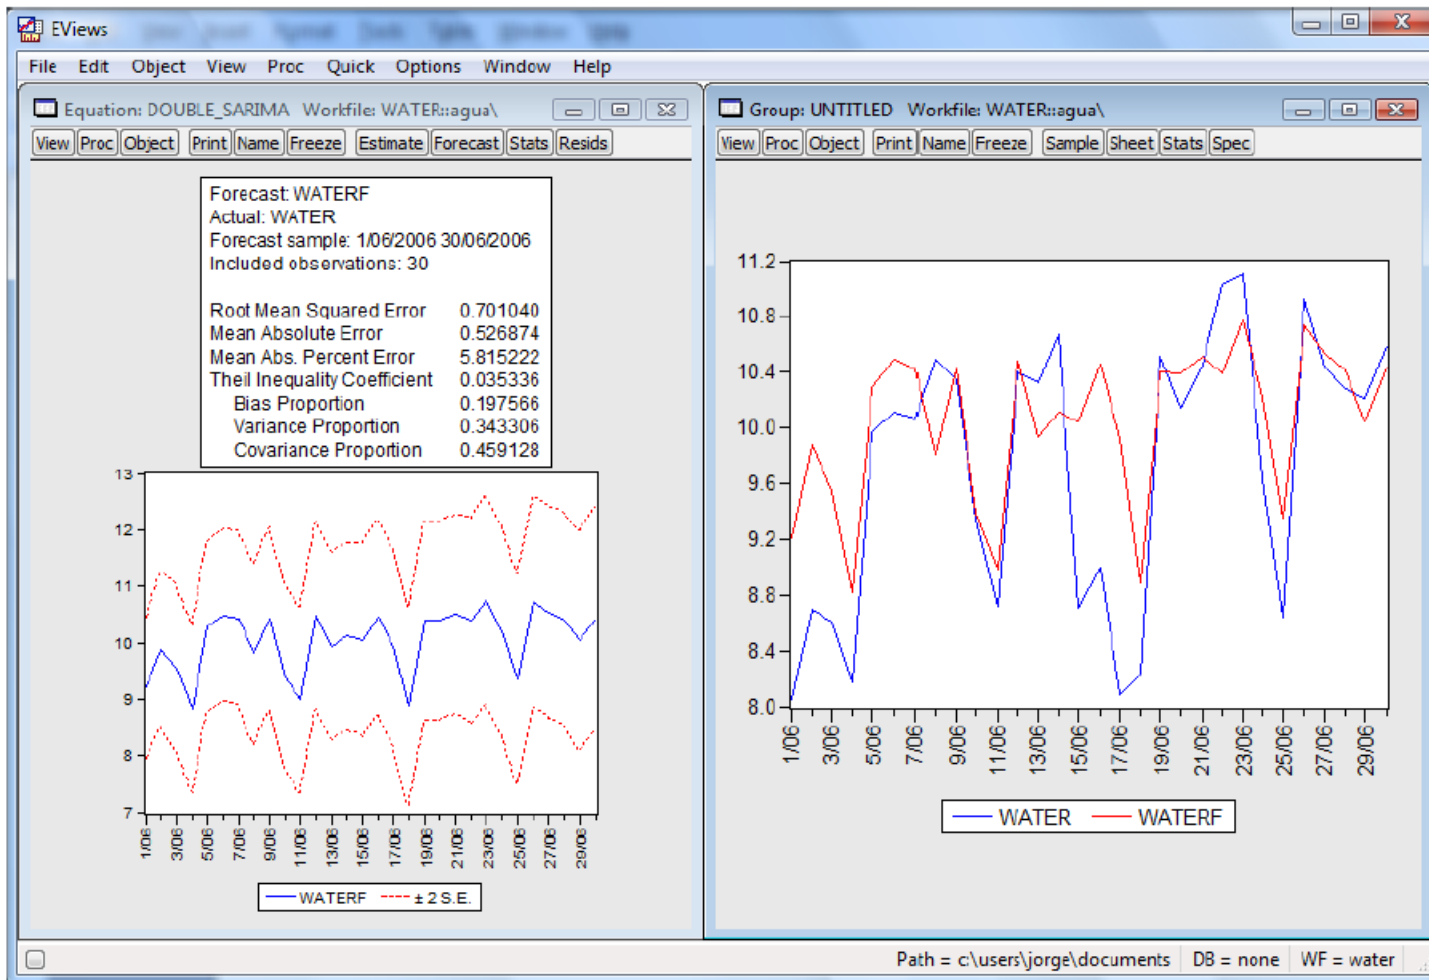 EViews
File Edit Object View Proc Quick Options Window Help
Equation: DOUBLE_SARIMA Workfile: WATER::agua\
View Proc Object Print Name Freeze Estimate Forecast Stats Resids
Forecast: WATERF
Actual: WATER
Forecast sample: 1/06/2006 30/06/2006
Included observations: 30
Root Mean Squared Error 0.701040
Mean Absolute Error 0.526874
Mean Abs. Percent Error 5.815222
Theil Inequality Coefficient 0.035336
Bias Proportion 0.197566
Variance Proportion 0.343306
Covariance Proportion 0.459128
13
12
11
10
9
8
7
1/06 3/06 5/06 7/06 9/06 11/06 13/06 15/06 17/06 19/06 21/06 23/06 25/06 27/06 29/06
WATERF ± 2 S.E.
Group: UNTITLED Workfile: WATER::agua\
View Proc Object Print Name Freeze Sample Sheet Stats Spec
11.2
10.8
10.4
10.0
9.6
9.2
8.8
8.4
8.0
1/06 3/06 5/06 7/06 9/06 11/06 13/06 15/06 17/06 19/06 21/06 23/06 25/06 27/06 29/06
WATER WATERF
Path = c:\users\jorge\documents DB = none WF = water